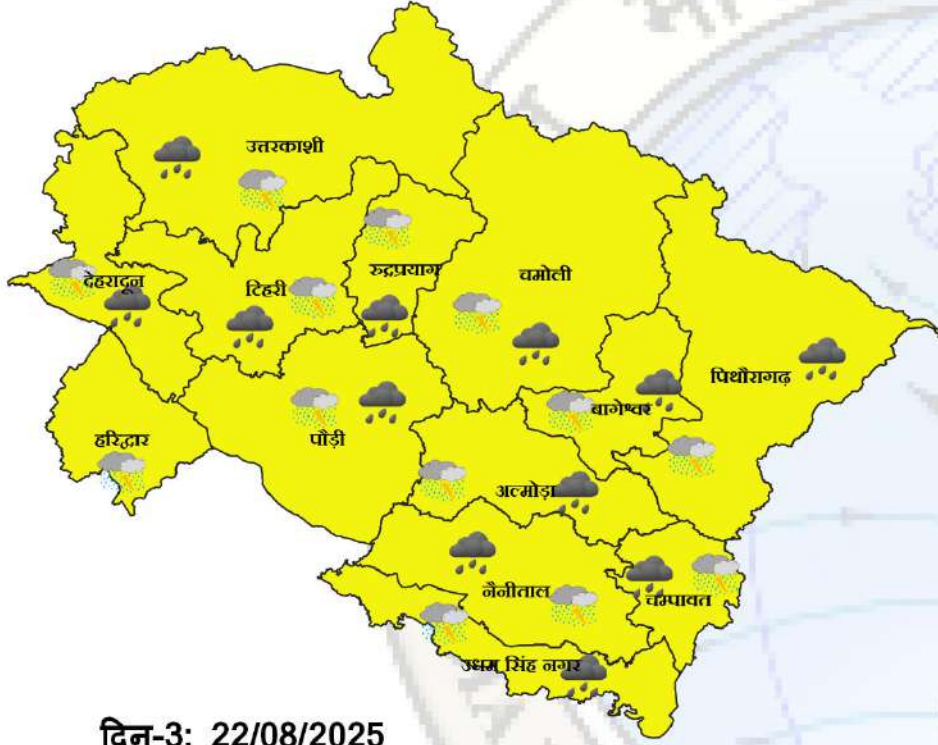 उत्तरकाशी
देहरादून
टिहरी
रुद्रप्रयाग
चमोली
पिथौरागढ़
हरिद्वार
पौड़ी
बागेश्वर
अल्मोड़ा
नैनीताल
चम्पावत
उधम सिंह नगर
दिन-3: 22/08/2025